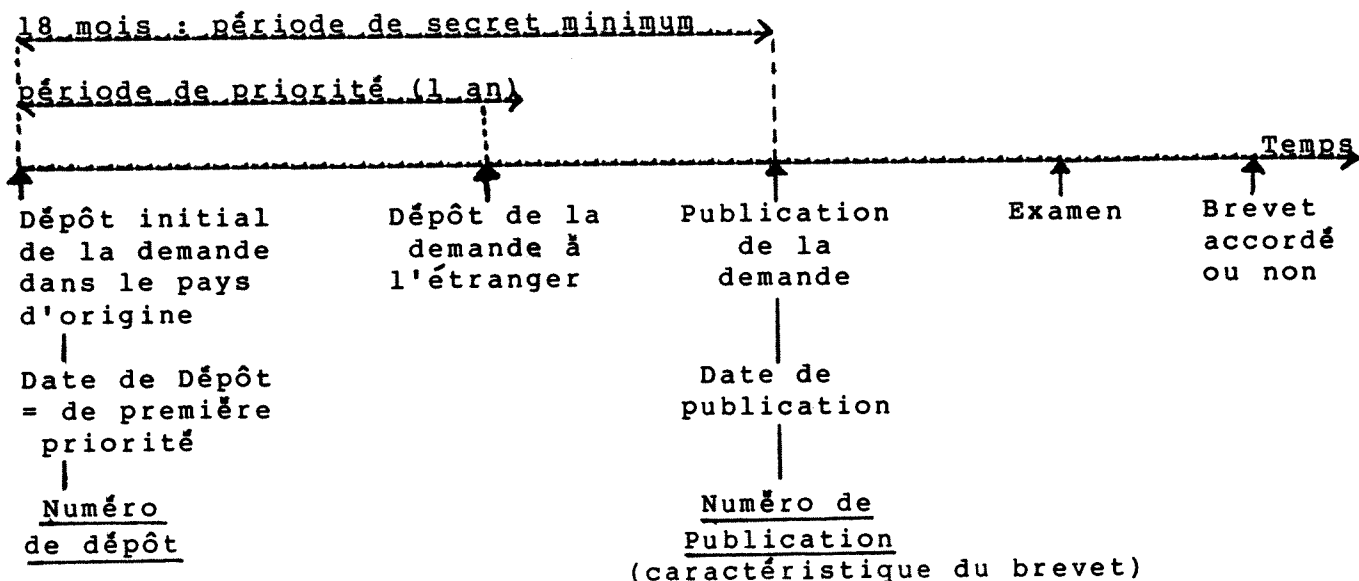 18 mois : période de secret minimum
période de priorité (1 an)
Temps
Dépôt initial
de la demande
dans le pays
d'origine
Dépôt de la
demande à
l'étranger
Publication
de la
demande
Examen
Brevet
accordé
ou non
Date de Dépôt
= de première
priorité
Date de
publication
Numéro
de dépôt
Numéro de
Publication
(caractéristique du brevet)